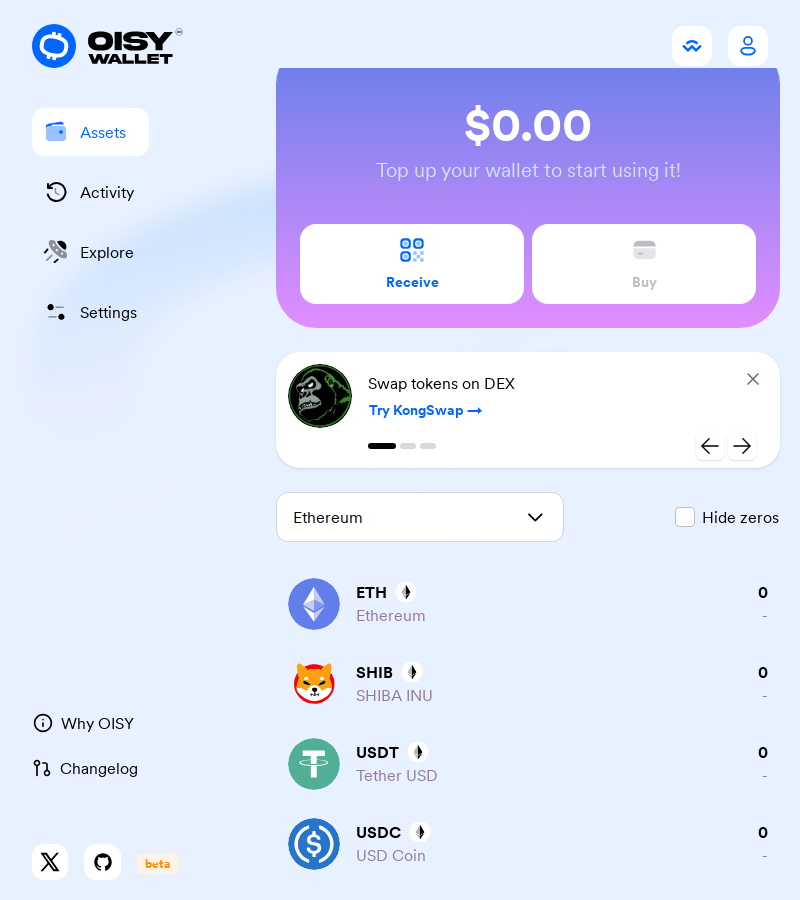 OISY
WALLET
Assets
Activity
Explore
Settings
Why OISY
Changelog
beta
$0.00
Top up your wallet to start using it!
Receive
Buy
Swap tokens on DEX
Try KongSwap →
Ethereum
Hide zeros
ETH
0
Ethereum
-
SHIB
0
SHIBA INU
-
USDT
0
Tether USD
-
USDC
0
USD Coin
-